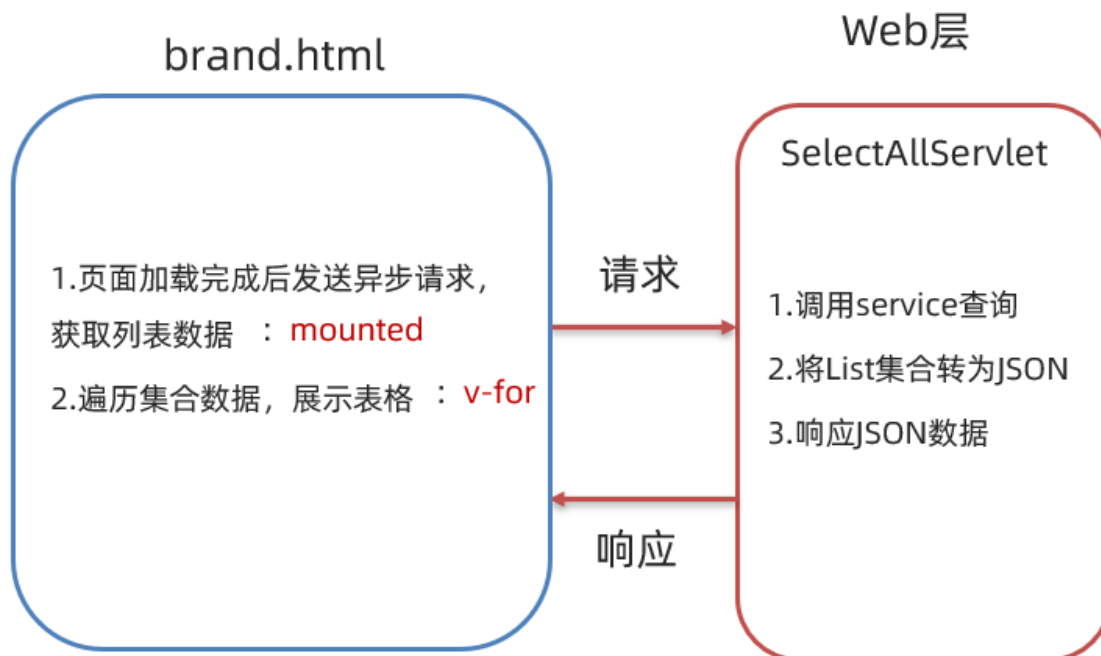 brand.html
1.页面加载完成后发送异步请求，
获取列表数据 ：mounted
2.遍历集合数据，展示表格 ：v-for
请求
响应
Web层
SelectAllServlet
1.调用service查询
2.将List集合转为JSON
3.响应JSON数据